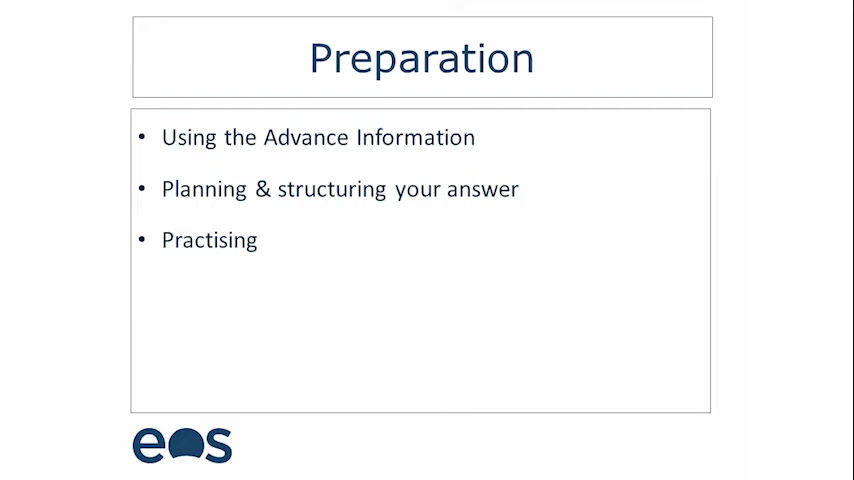 Preparation
• Using the Advance Information
• Planning & structuring your answer
• Practising
eos